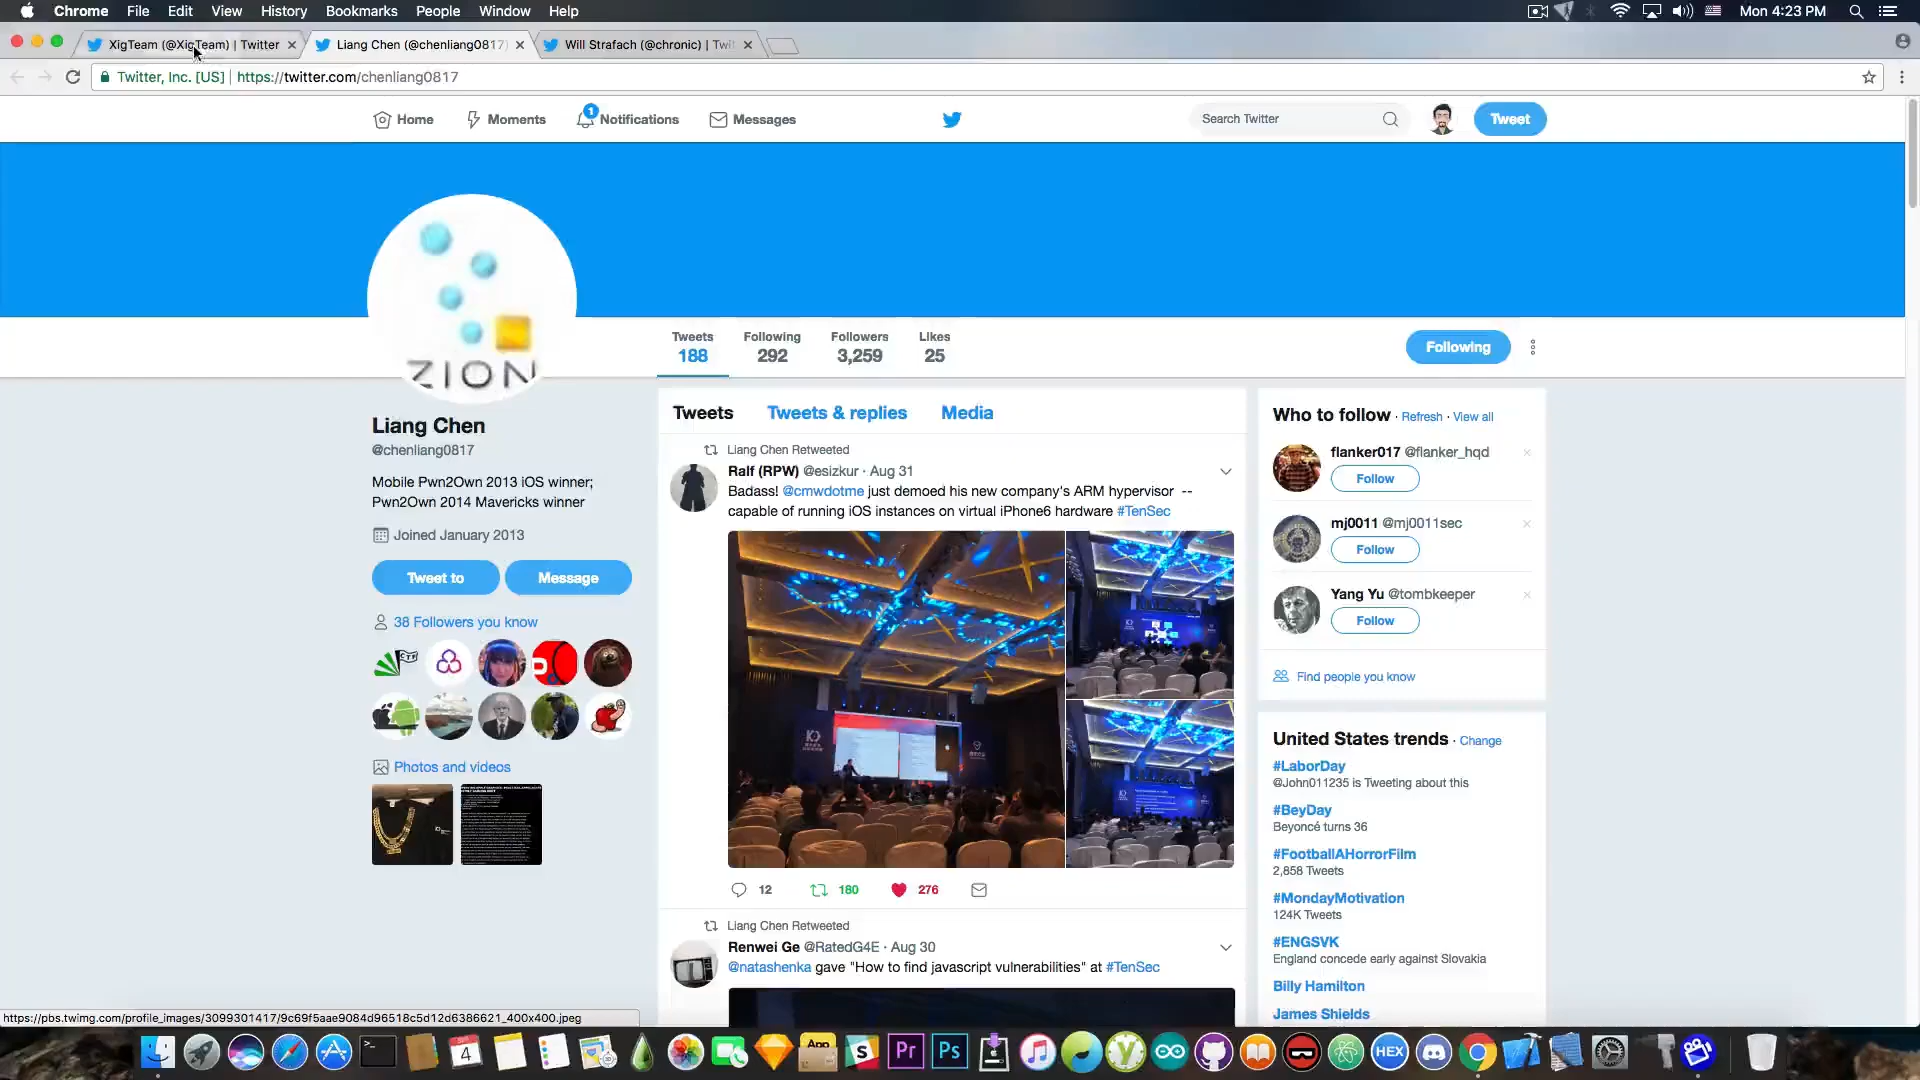 Chrome File Edit View History Bookmarks People Window Help
Mon 4:23 PM
XigTeam (@XigTeam) | Twitter
Liang Chen (@chenliang0817)
Will Strafach (@chronic) | Twit
Twitter, Inc. [US] | https://twitter.com/chenliang0817
Home
Moments
1
Notifications
Messages
Search Twitter
Tweet
ZION
Tweets Following Followers Likes
188 292 3,259 25
Following
Liang Chen
@chenliang0817
Mobile Pwn2Own 2013 iOS winner;
Pwn2Own 2014 Mavericks winner
Joined January 2013
Tweet to
Message
38 Followers you know
CTF
Photos and videos
Tweets Tweets & replies Media
Liang Chen Retweeted
Ralf (RPW) @esizkur · Aug 31
Badass! @cmwdotme just demoed his new company's ARM hypervisor --
capable of running iOS instances on virtual iPhone6 hardware #TenSec
12 180 276
Liang Chen Retweeted
Renwei Ge @RatedG4E · Aug 30
@natashenka gave "How to find javascript vulnerabilities" at #TenSec
Who to follow · Refresh · View all
flanker017 @flanker_hqd
Follow
mj0011 @mj0011sec
Follow
Yang Yu @tombkeeper
Follow
Find people you know
United States trends · Change
#LaborDay
@John011235 is Tweeting about this
#BeyDay
Beyoncé turns 36
#FootballAHorrorFilm
2,858 Tweets
#MondayMotivation
124K Tweets
#ENGSVK
England concede early against Slovakia
Billy Hamilton
James Shields
https://pbs.twimg.com/profile_images/3099301417/9c69f5aae9084d96518c5d12d6386621_400x400.jpeg
4
App
Pr
Ps
HEX